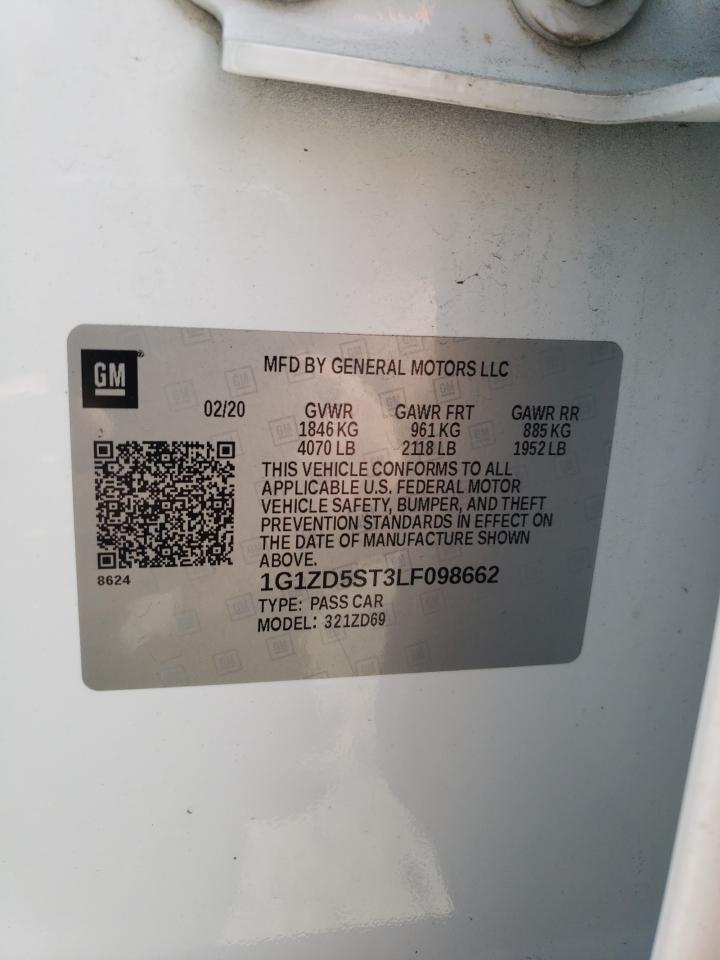 GM
MFD BY GENERAL MOTORS LLC
02/20 GVWR GAWR FRT GAWR RR
1846 KG 961 KG 885 KG
4070 LB 2118 LB 1952 LB
THIS VEHICLE CONFORMS TO ALL
APPLICABLE U.S. FEDERAL MOTOR
VEHICLE SAFETY, BUMPER, AND THEFT
PREVENTION STANDARDS IN EFFECT ON
THE DATE OF MANUFACTURE SHOWN
ABOVE.
8624
1G1ZD5ST3LF098662
TYPE: PASS CAR
MODEL: 321ZD69